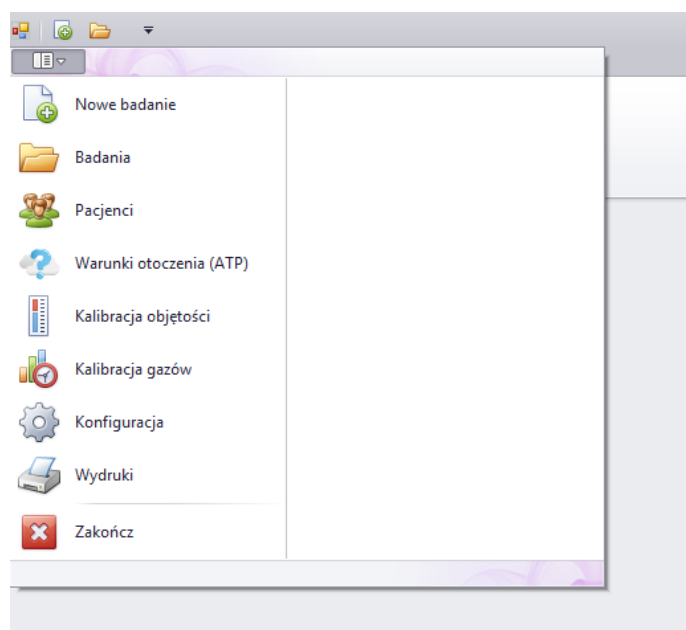 Nowe badanie
Badania
Pacjenci
Warunki otoczenia (ATP)
Kalibracja objętości
Kalibracja gazów
Konfiguracja
Wydruki
Zakończ